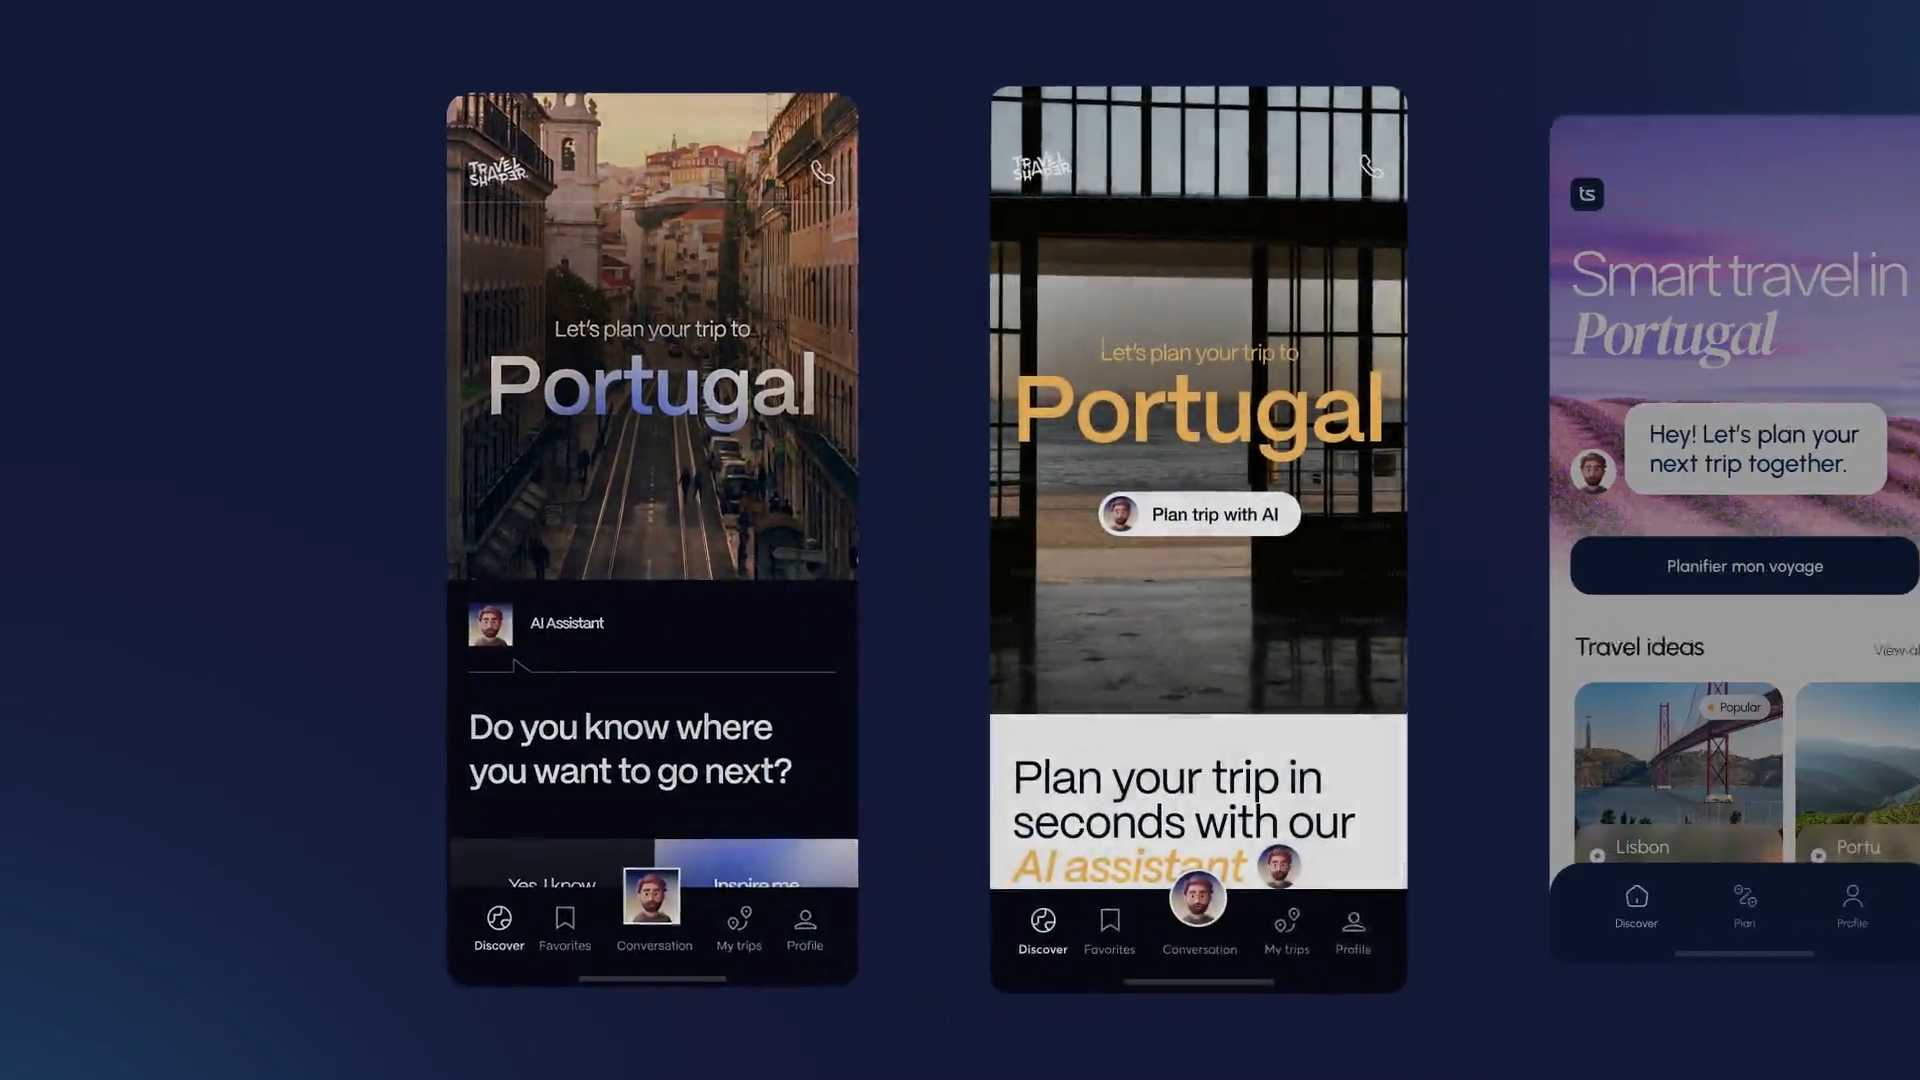 TRAVEL
SHAPER
Let's plan your trip to
Portugal
AI Assistant
Do you know where
you want to go next?
Yes, I know
Inspire me
Discover
Favorites
Conversation
My trips
Profile
TRAVEL
SHAPER
Let's plan your trip to
Portugal
Plan trip with AI
Plan your trip in
seconds with our
AI assistant
Discover
Favorites
Conversation
My trips
Profile
ts
Smart travel in
Portugal
Hey! Let's plan your
next trip together.
Planifier mon voyage
Travel ideas
View al
Popular
Lisbon
Portu
Discover
Plan
Profile